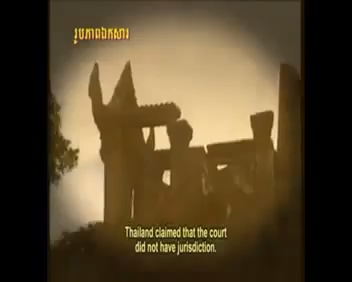 រូបភាពឯកសារ
Thailand claimed that the court
did not have jurisdiction.